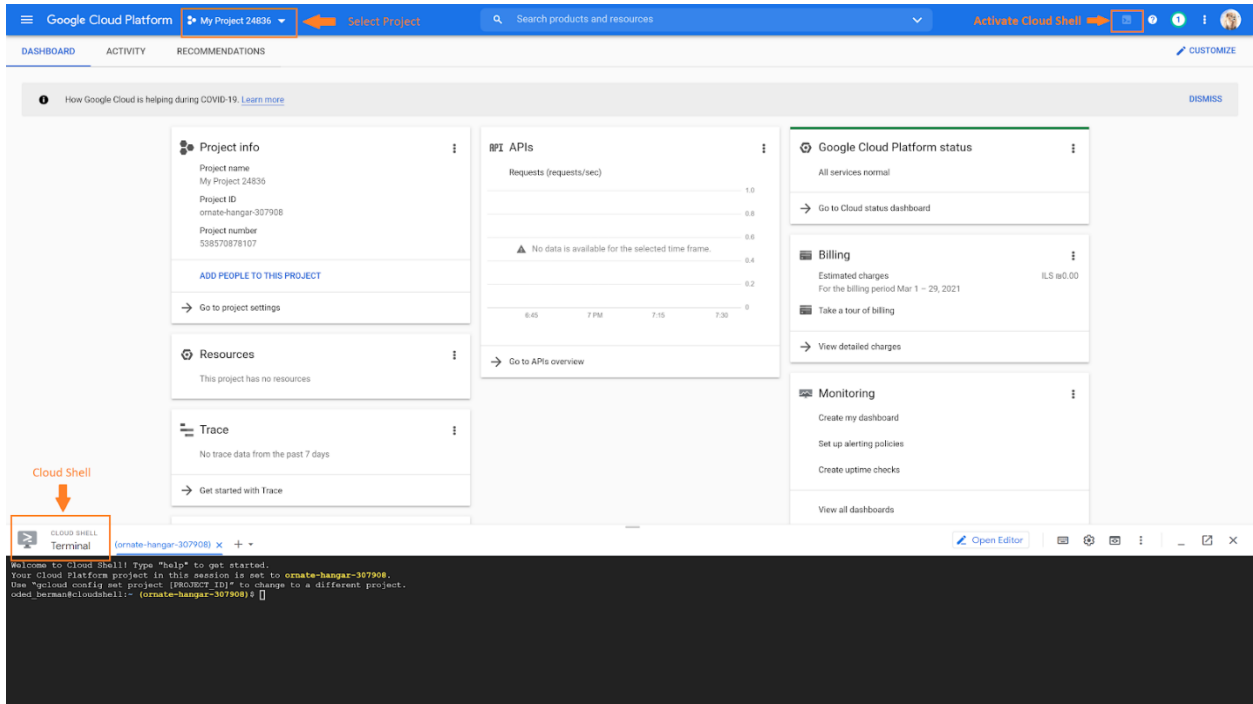 Google Cloud Platform
My Project 24836
Select Project
Search products and resources
Activate Cloud Shell
1
DASHBOARD
ACTIVITY
RECOMMENDATIONS
CUSTOMIZE
How Google Cloud is helping during COVID-19. Learn more
DISMISS
Project info
Project name
My Project 24836
Project ID
ornate-hangar-307908
Project number
538570878107
ADD PEOPLE TO THIS PROJECT
Go to project settings
Resources
This project has no resources
Trace
No trace data from the past 7 days
Get started with Trace
API APIs
Requests (requests/sec)
1.0
0.8
0.6
No data is available for the selected time frame.
0.4
0.2
0
6:45
7 PM
7:15
7:30
Go to APIs overview
Google Cloud Platform status
All services normal
Go to Cloud status dashboard
Billing
Estimated charges
ILS ₪0.00
For the billing period Mar 1 – 29, 2021
Take a tour of billing
View detailed charges
Monitoring
Create my dashboard
Set up alerting policies
Create uptime checks
View all dashboards
Cloud Shell
CLOUD SHELL
Terminal
(ornate-hangar-307908)
Open Editor
Welcome to Cloud Shell! Type "help" to get started.
Your Cloud Platform project in this session is set to ornate-hangar-307908.
Use "gcloud config set project [PROJECT_ID]" to change to a different project.
oded_berman@cloudshell:~ (ornate-hangar-307908)$